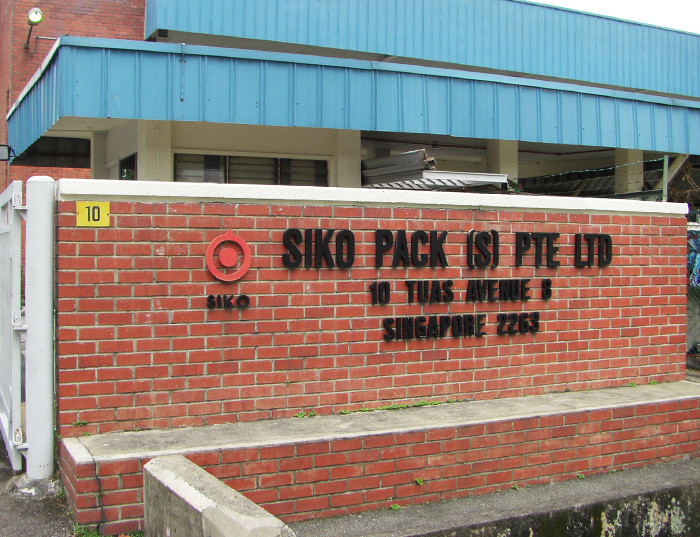 10
SIKO PACK (S) PTE LTD
SIKO
10 TUAS AVENUE 8
SINGAPORE 2263